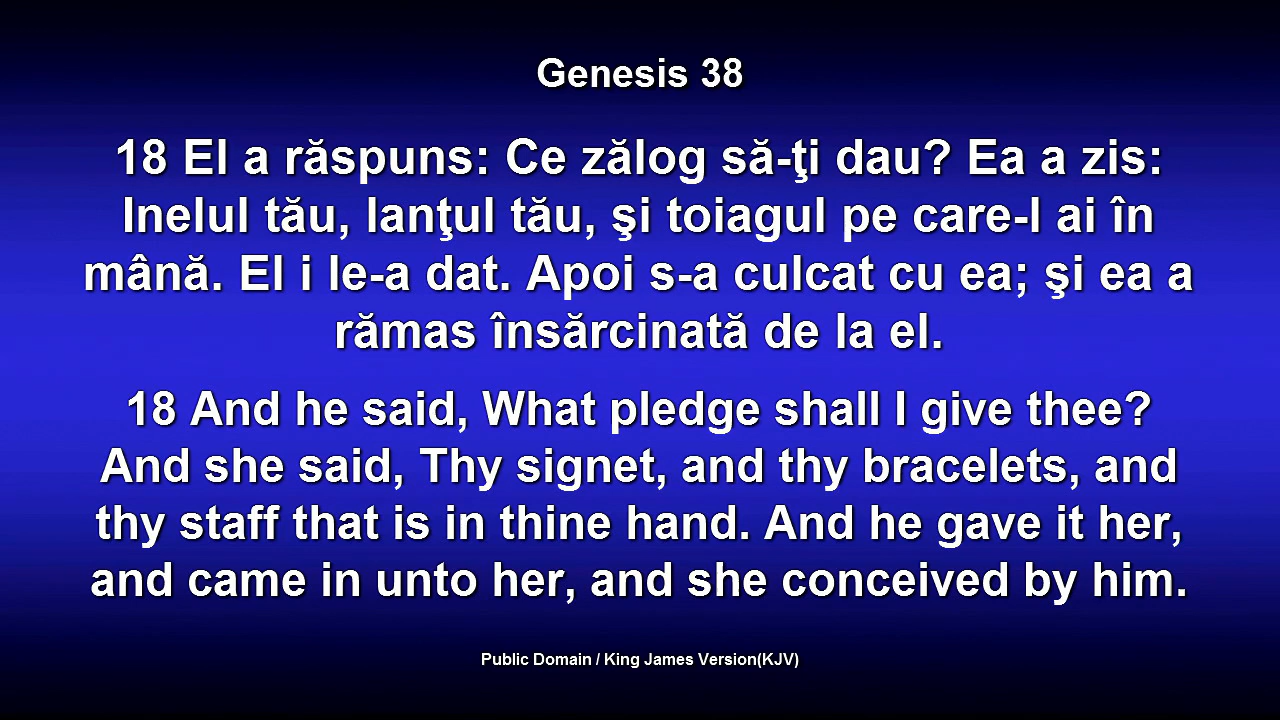 Genesis 38
18 El a răspuns: Ce zălog să-ţi dau? Ea a zis:
Inelul tău, lanţul tău, şi toiagul pe care-l ai în
mână. El i le-a dat. Apoi s-a culcat cu ea; şi ea a
rămas însărcinată de la el.
18 And he said, What pledge shall I give thee?
And she said, Thy signet, and thy bracelets, and
thy staff that is in thine hand. And he gave it her,
and came in unto her, and she conceived by him.
Public Domain / King James Version(KJV)